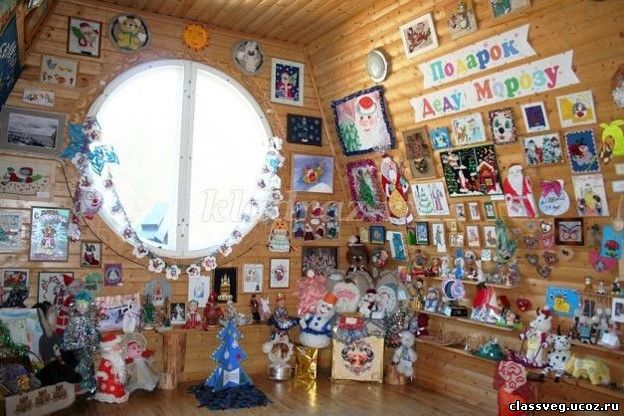 Подарок
Деду Морозу
classveg.ucoz.ru